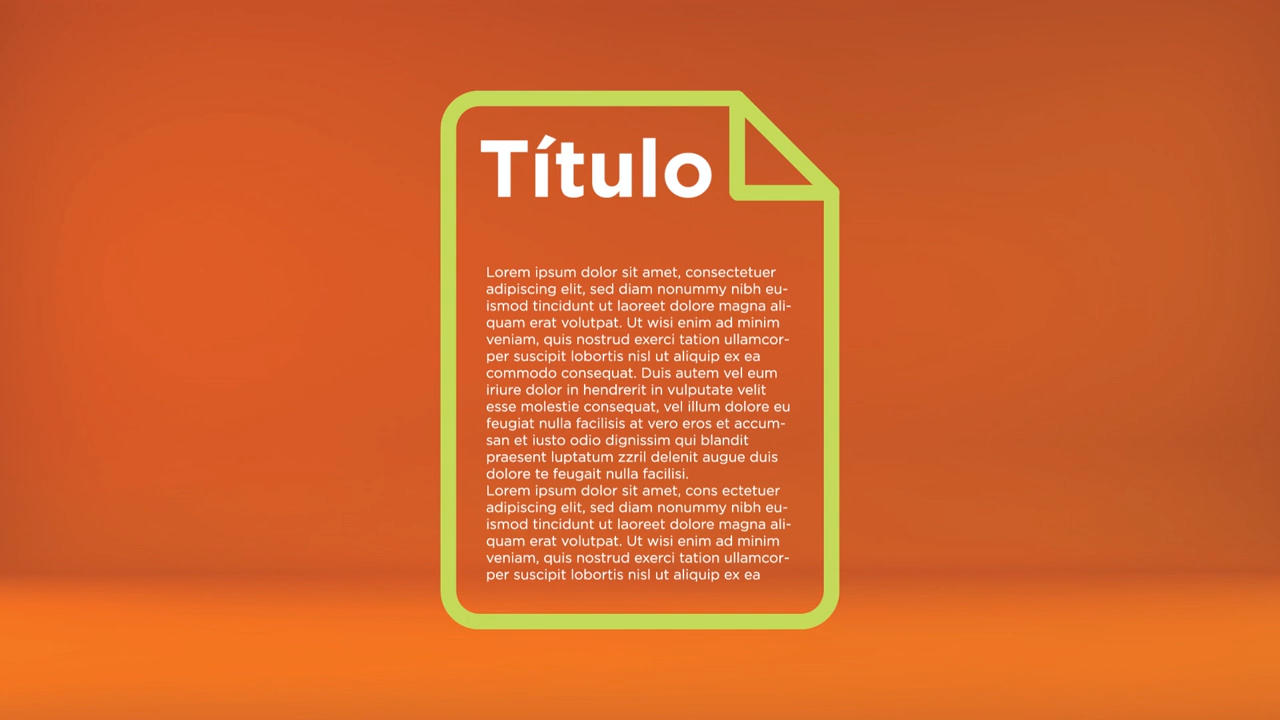 Título
Lorem ipsum dolor sit amet, consectetuer
adipiscing elit, sed diam nonummy nibh eu-
ismod tincidunt ut laoreet dolore magna ali-
quam erat volutpat. Ut wisi enim ad minim
veniam, quis nostrud exerci tation ullamcor-
per suscipit lobortis nisl ut aliquip ex ea
commodo consequat. Duis autem vel eum
iriure dolor in hendrerit in vulputate velit
esse molestie consequat, vel illum dolore eu
feugiat nulla facilisis at vero eros et accum-
san et iusto odio dignissim qui blandit
praesent luptatum zzril delenit augue duis
dolore te feugait nulla facilisi.
Lorem ipsum dolor sit amet, cons ectetuer
adipiscing elit, sed diam nonummy nibh eu-
ismod tincidunt ut laoreet dolore magna ali-
quam erat volutpat. Ut wisi enim ad minim
veniam, quis nostrud exerci tation ullamcor-
per suscipit lobortis nisl ut aliquip ex ea